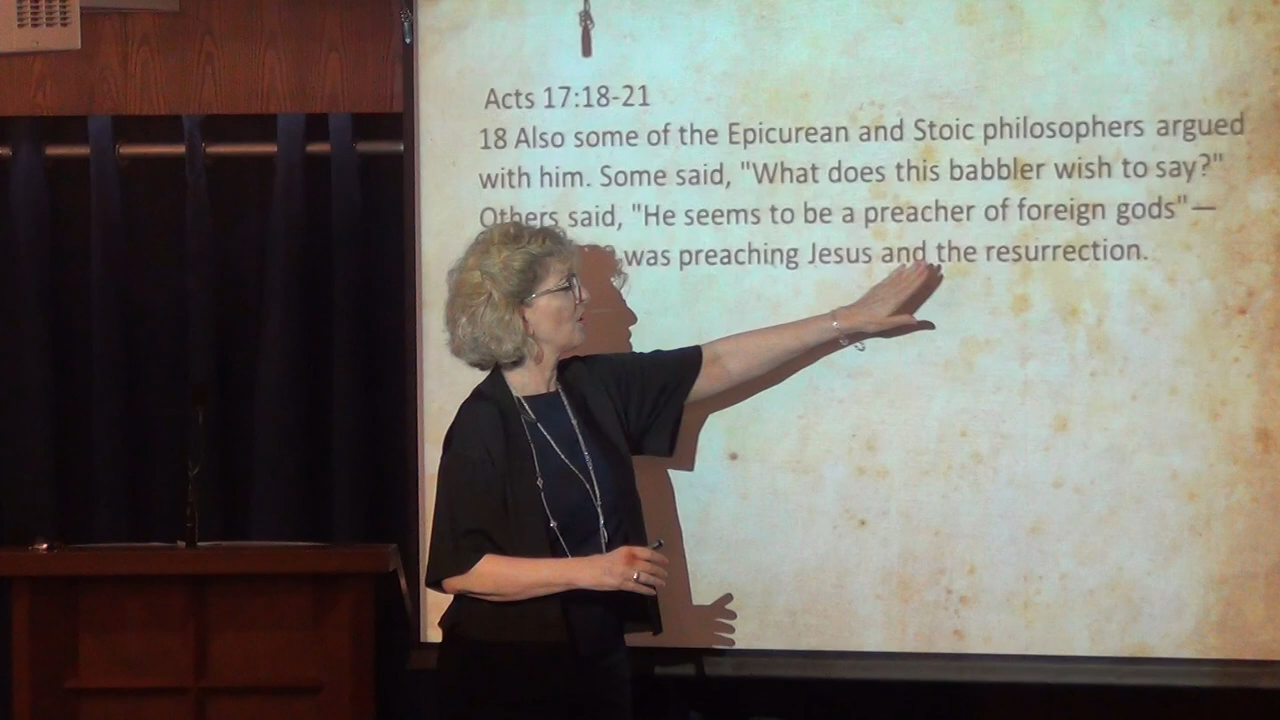 Acts 17:18-21
18 Also some of the Epicurean and Stoic philosophers argued
with him. Some said, "What does this babbler wish to say?"
Others said, "He seems to be a preacher of foreign gods"—
was preaching Jesus and the resurrection.